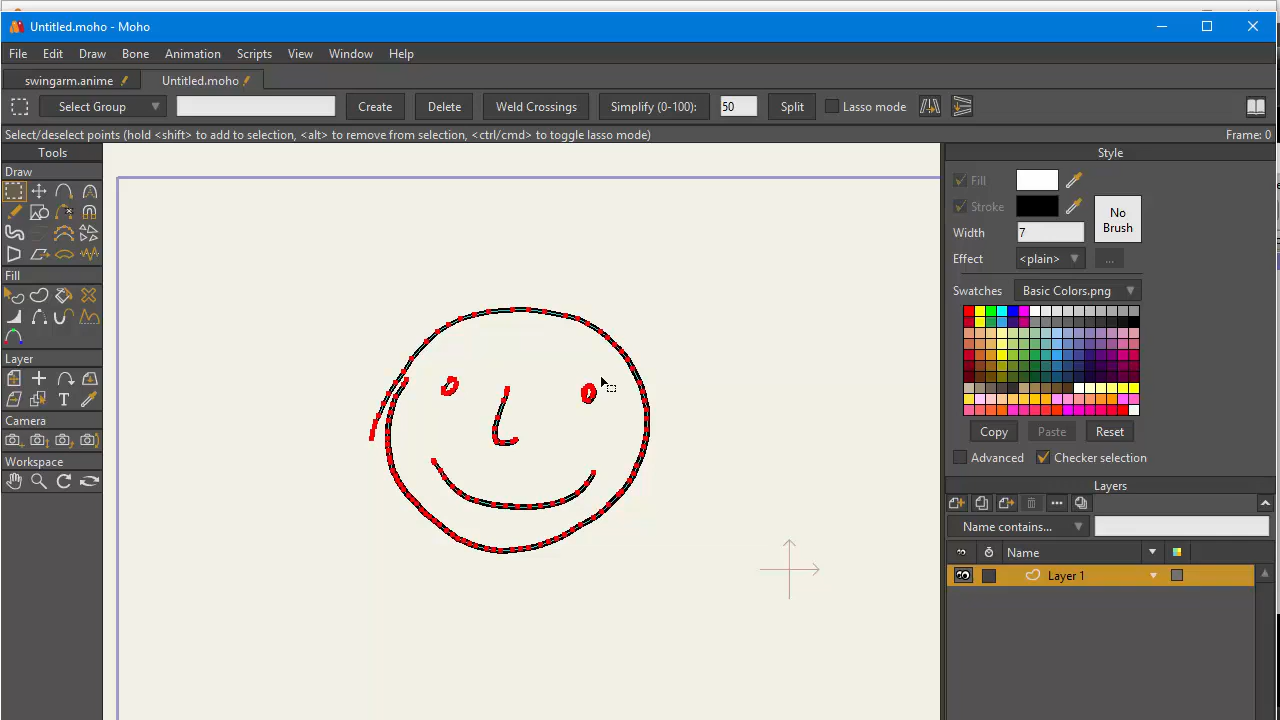 Untitled.moho - Moho
File Edit Draw Bone Animation Scripts View Window Help
swingarm.anime Untitled.moho
Select Group Create Delete Weld Crossings Simplify (0-100): 50 Split Lasso mode
Select/deselect points (hold <shift> to add to selection, <alt> to remove from selection, <ctrl/cmd> to toggle lasso mode) Frame: 0
Tools
Draw
Fill
Layer
Camera
Workspace
Style
Fill
Stroke
No
Brush
Width 7
Effect <plain> ...
Swatches Basic Colors.png
Copy Paste Reset
Advanced Checker selection
Layers
Name contains...
Name
Layer 1